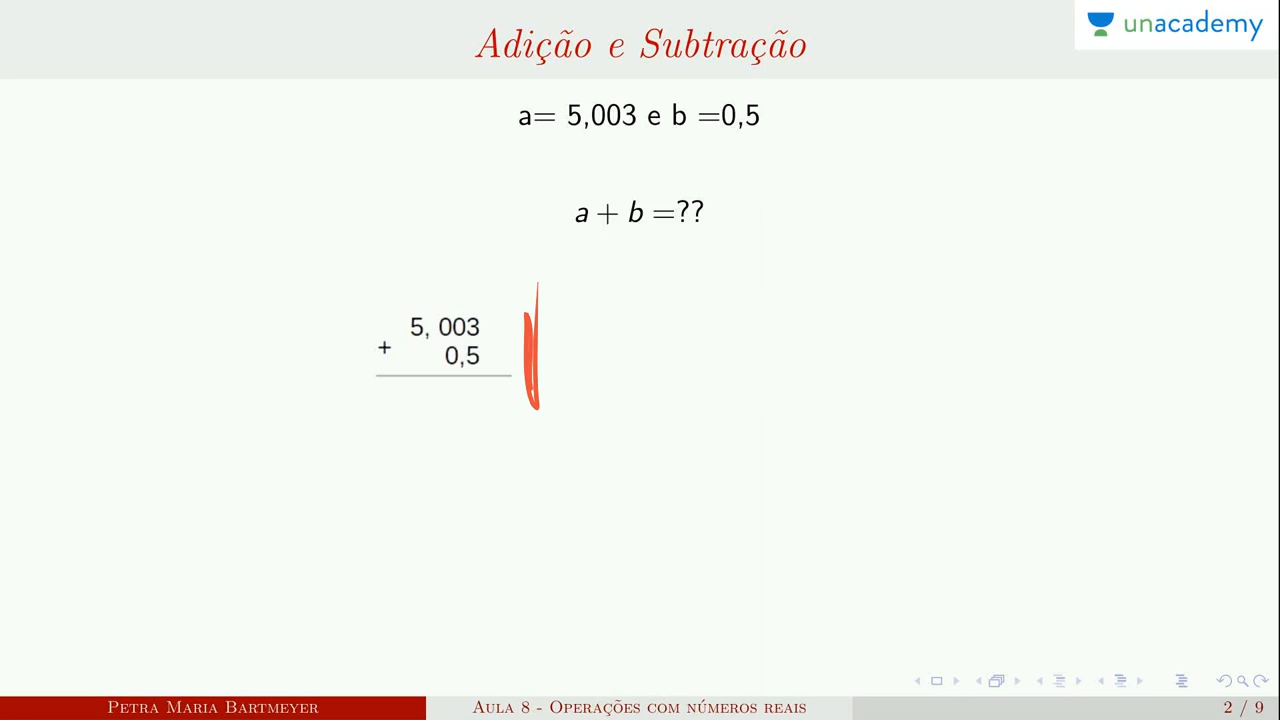 unacademy
Adição e Subtração
a= 5,003 e b =0,5
a + b =??
5, 003
+ 0,5
Petra Maria Bartmeyer
Aula 8 - Operações com números reais
2 / 9